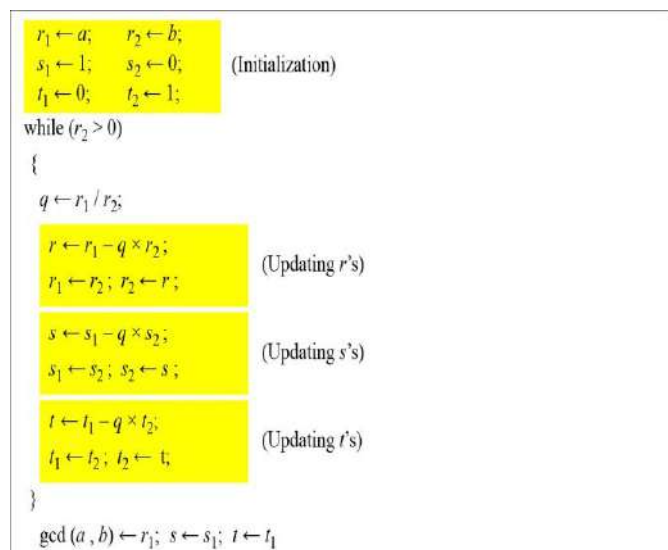 r₁ ← a; r₂ ← b;
s₁ ← 1; s₂ ← 0; (Initialization)
t₁ ← 0; t₂ ← 1;
while (r₂ > 0)
{
q ← r₁ / r₂;
r ← r₁ − q × r₂;
(Updating r's)
r₁ ← r₂; r₂ ← r;
s ← s₁ − q × s₂;
(Updating s's)
s₁ ← s₂; s₂ ← s;
t ← t₁ − q × t₂;
(Updating t's)
t₁ ← t₂; t₂ ← t;
}
gcd (a , b) ← r₁; s ← s₁; t ← t₁